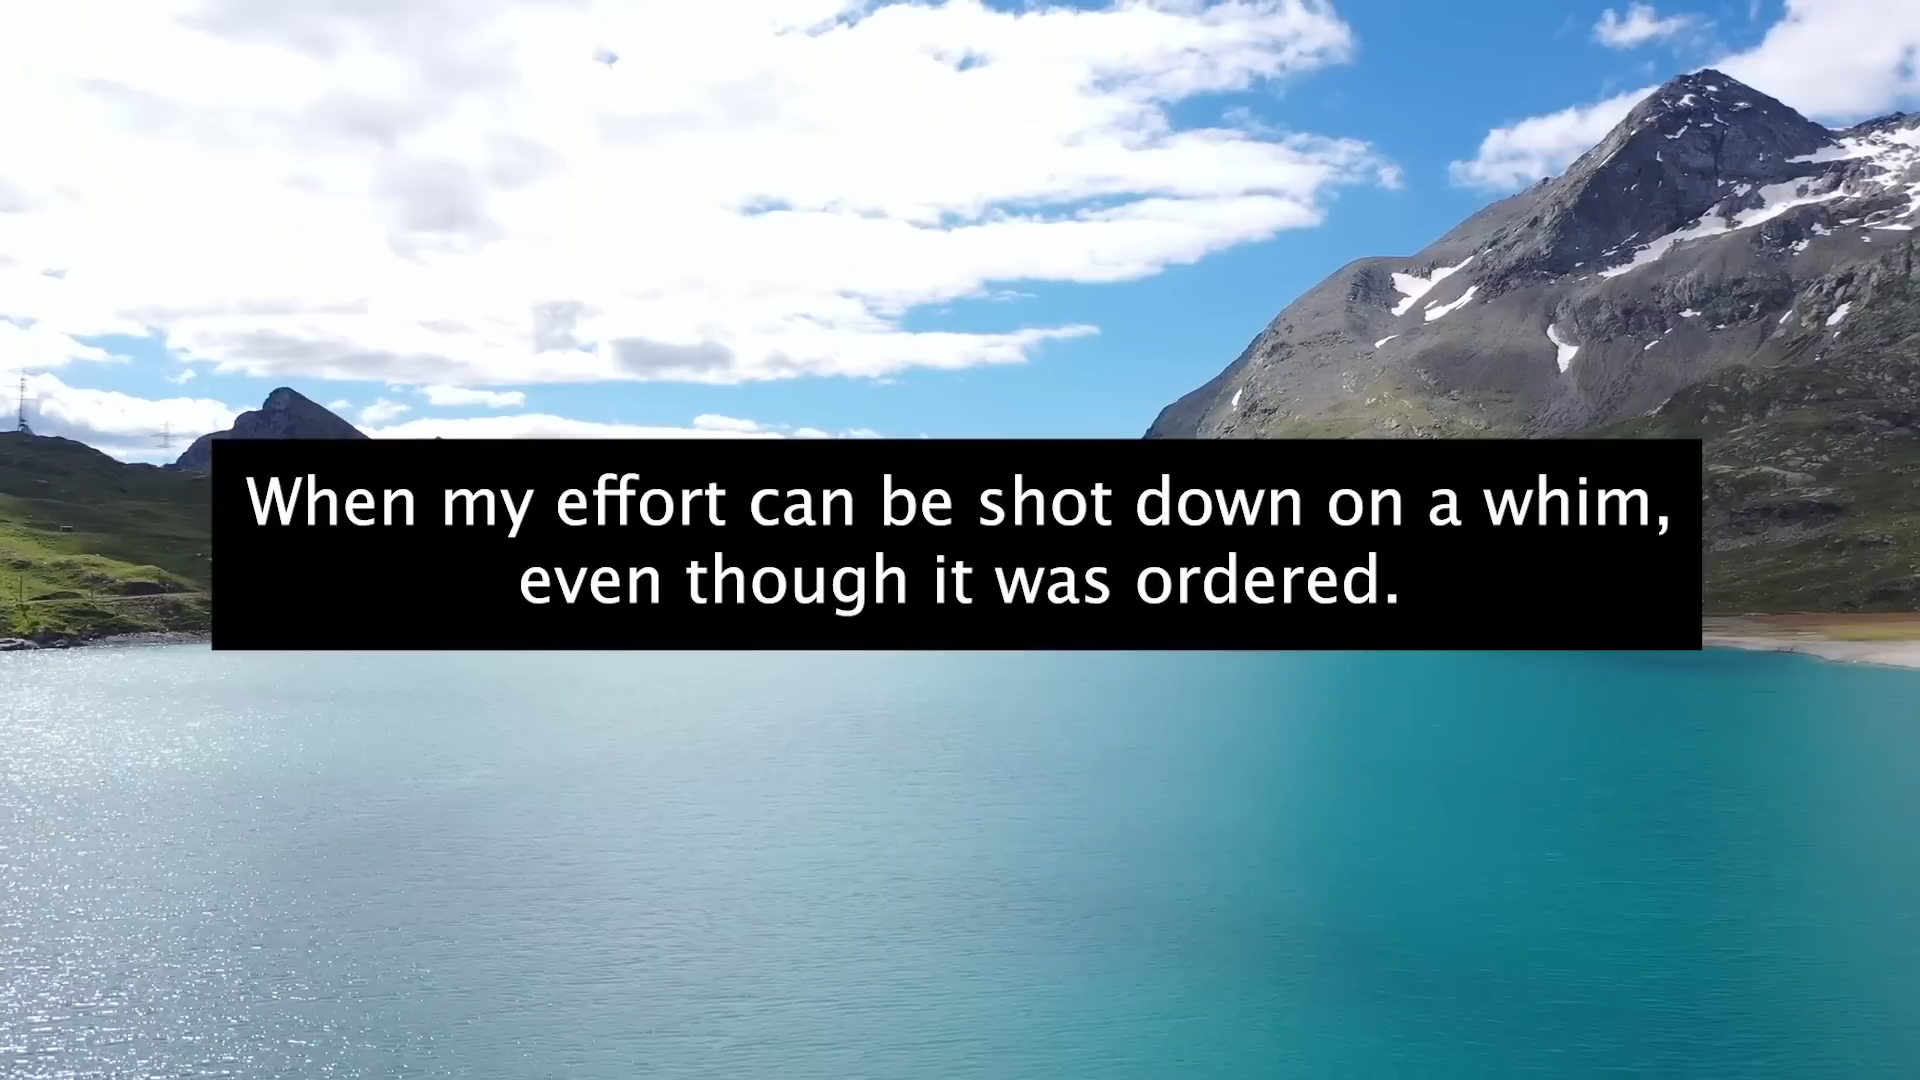 When my effort can be shot down on a whim,
even though it was ordered.